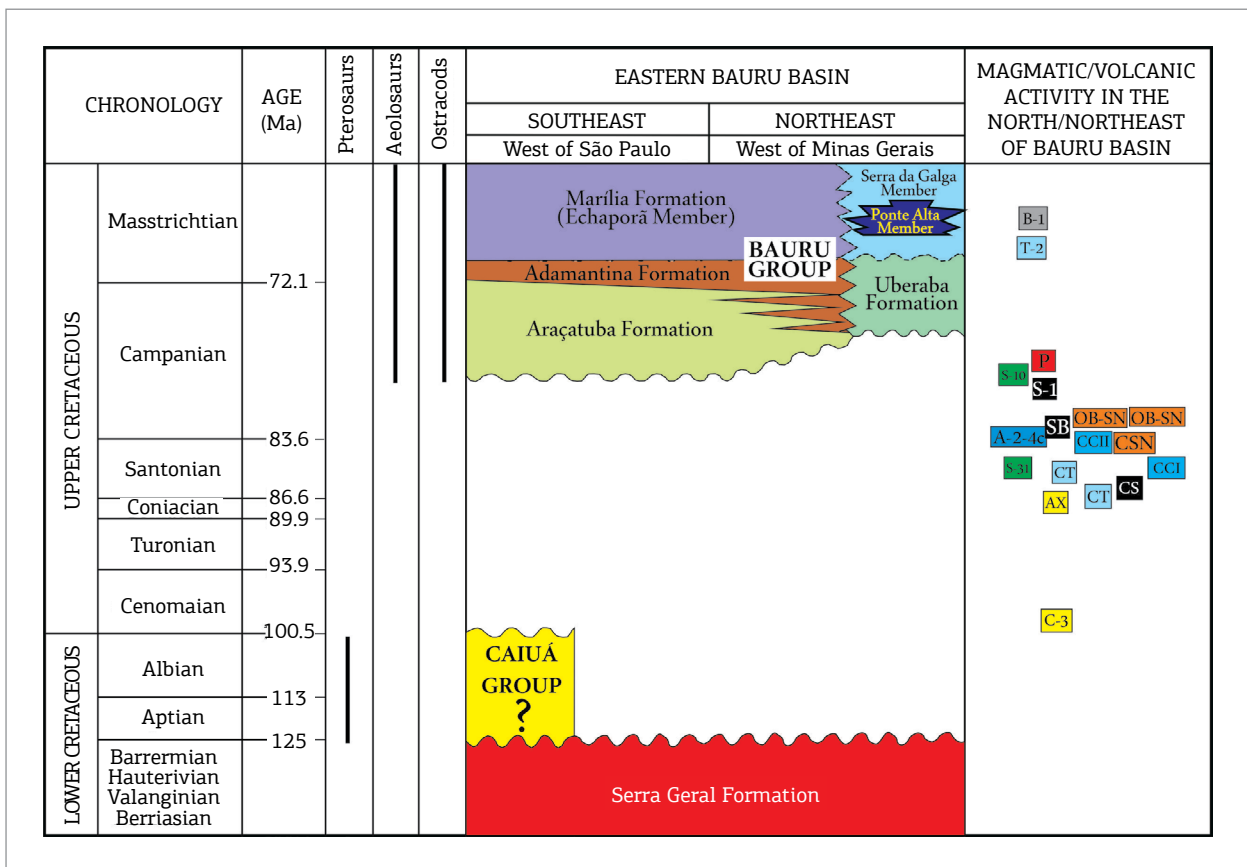 CHRONOLOGY
AGE
(Ma)
Pterosaurs
Aeolosaurs
Ostracods
EASTERN BAURU BASIN
SOUTHEAST
NORTHEAST
West of São Paulo
West of Minas Gerais
MAGMATIC/VOLCANIC
ACTIVITY IN THE
NORTH/NORTHEAST
OF BAURU BASIN
UPPER CRETACEOUS
LOWER CRETACEOUS
Masstrichtian
72.1
Campanian
83.6
Santonian
86.6
Coniacian
89.9
Turonian
93.9
Cenomaian
100.5
Albian
113
Aptian
125
Barrermian
Hauterivian
Valanginian
Berriasian
Marília Formation
(Echaporã Member)
Serra da Galga
Member
Ponte Alta
Member
BAURU
GROUP
Adamantina Formation
Uberaba
Formation
Araçatuba Formation
CAIUÁ
GROUP
?
Serra Geral Formation
B-1
T-2
P
S-10
S-1
OB-SN
OB-SN
SB
A-2-4c
CCII
CSN
S-31
CT
CCI
CS
CT
AX
C-3